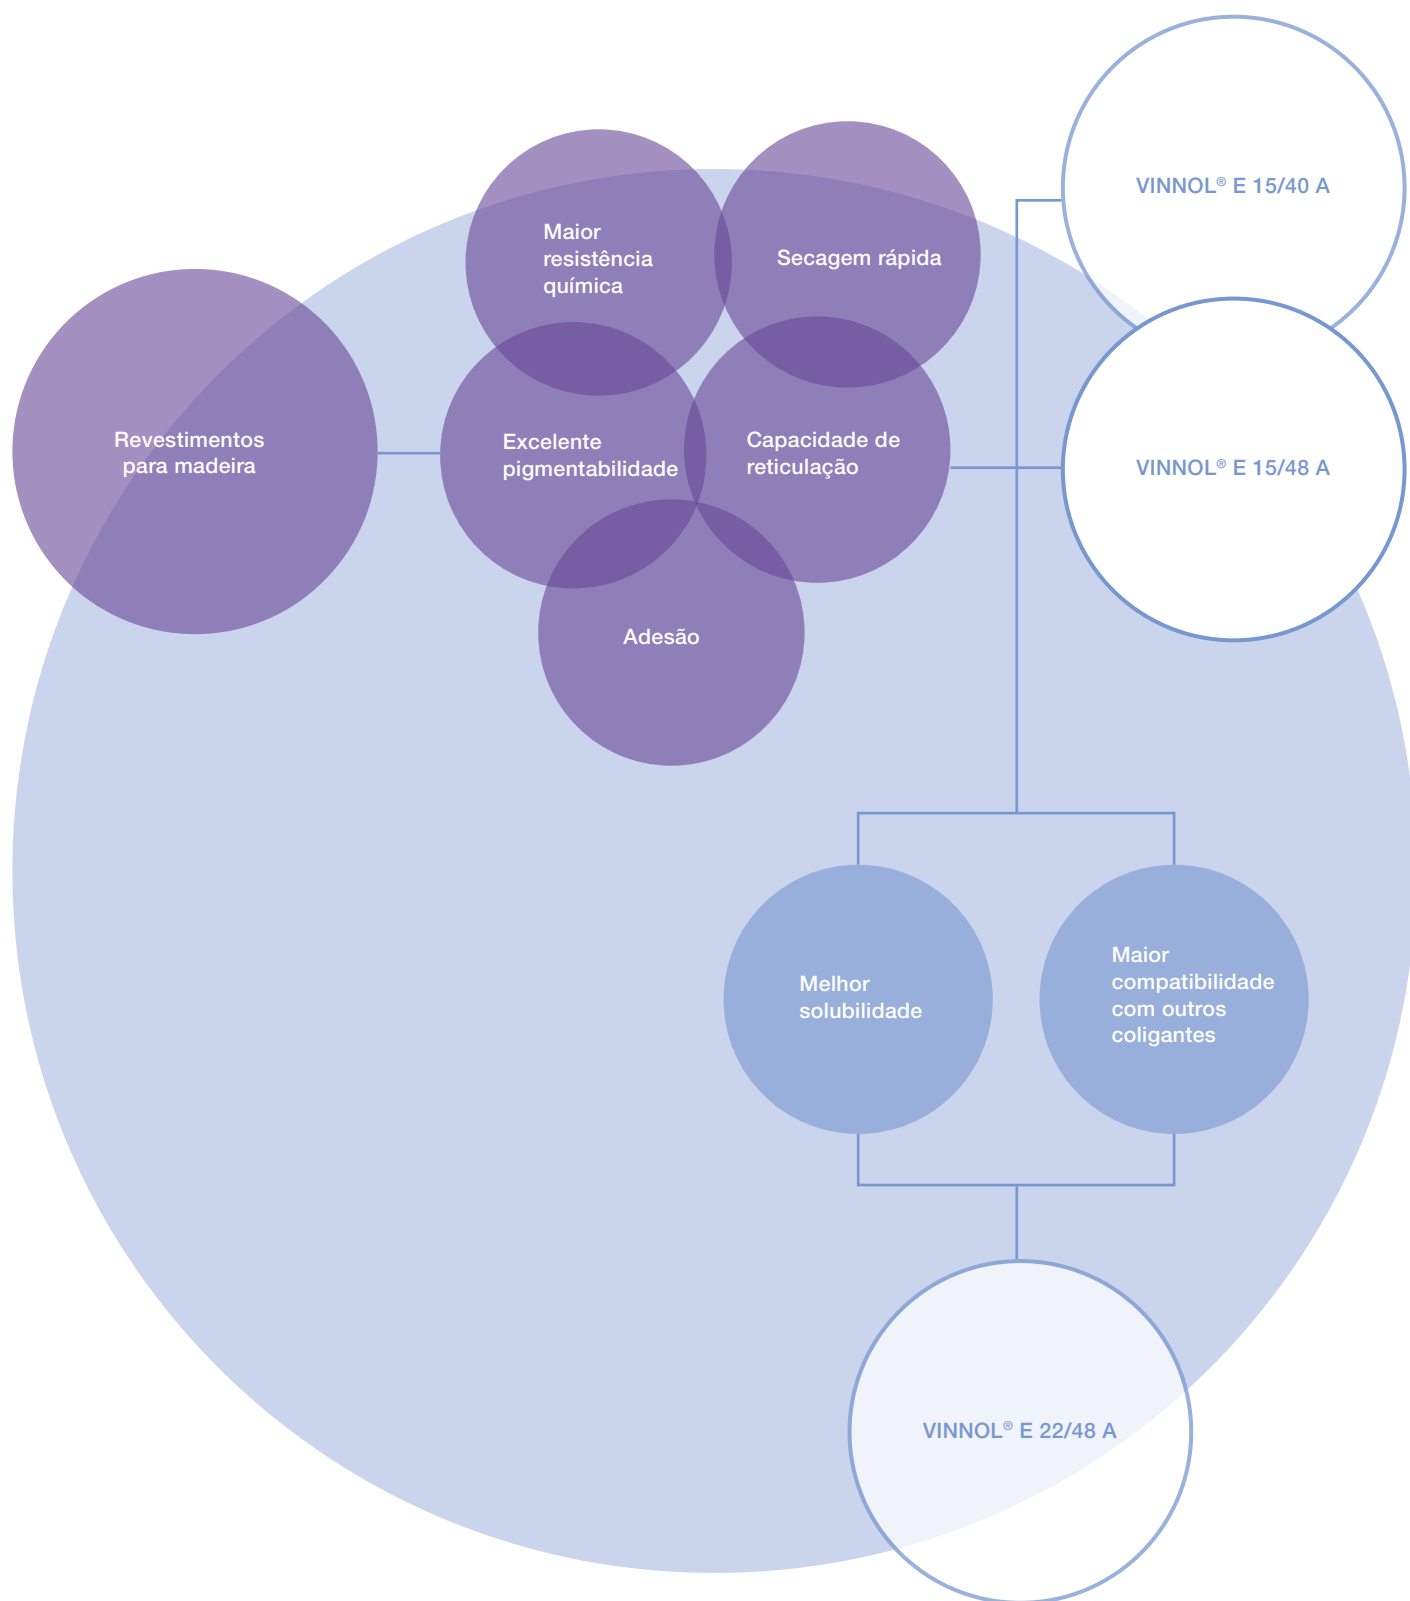 VINNOL® E 15/40 A
Maior
resistência
química
Secagem rápida
Revestimentos
para madeira
Excelente
pigmentabilidade
Capacidade de
reticulação
VINNOL® E 15/48 A
Adesão
Melhor
solubilidade
Maior
compatibilidade
com outros
coligantes
VINNOL® E 22/48 A